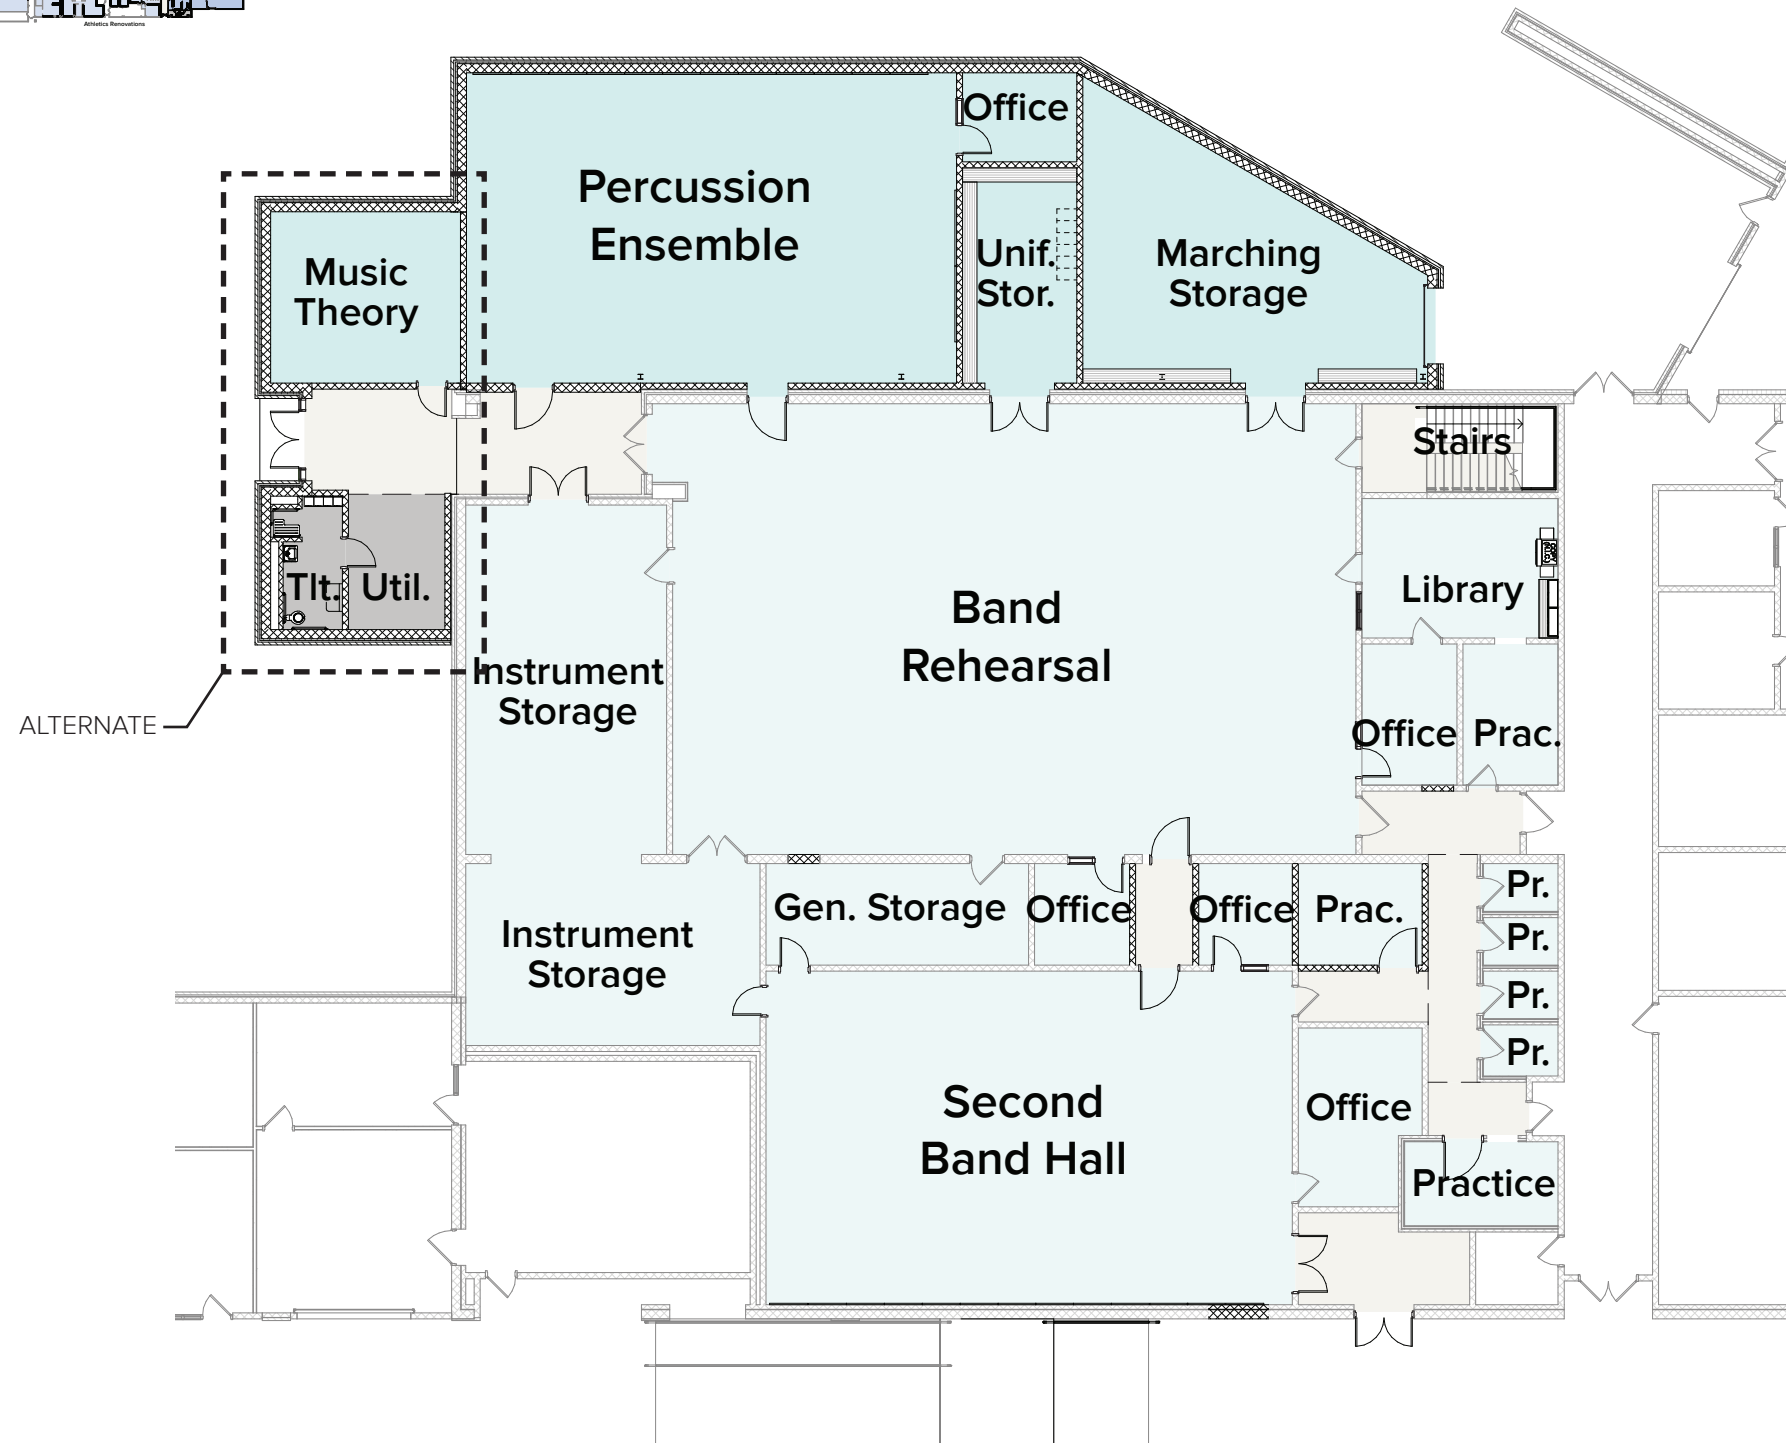 Athletics Renovations
Office
Percussion
Ensemble
Unif.
Stor.
Marching
Storage
Music
Theory
Stairs
Tlt.
Util.
Library
Band
Rehearsal
Instrument
Storage
ALTERNATE
Office
Prac.
Pr.
Gen. Storage
Office
Office
Prac.
Pr.
Instrument
Storage
Pr.
Pr.
Second
Band Hall
Office
Practice